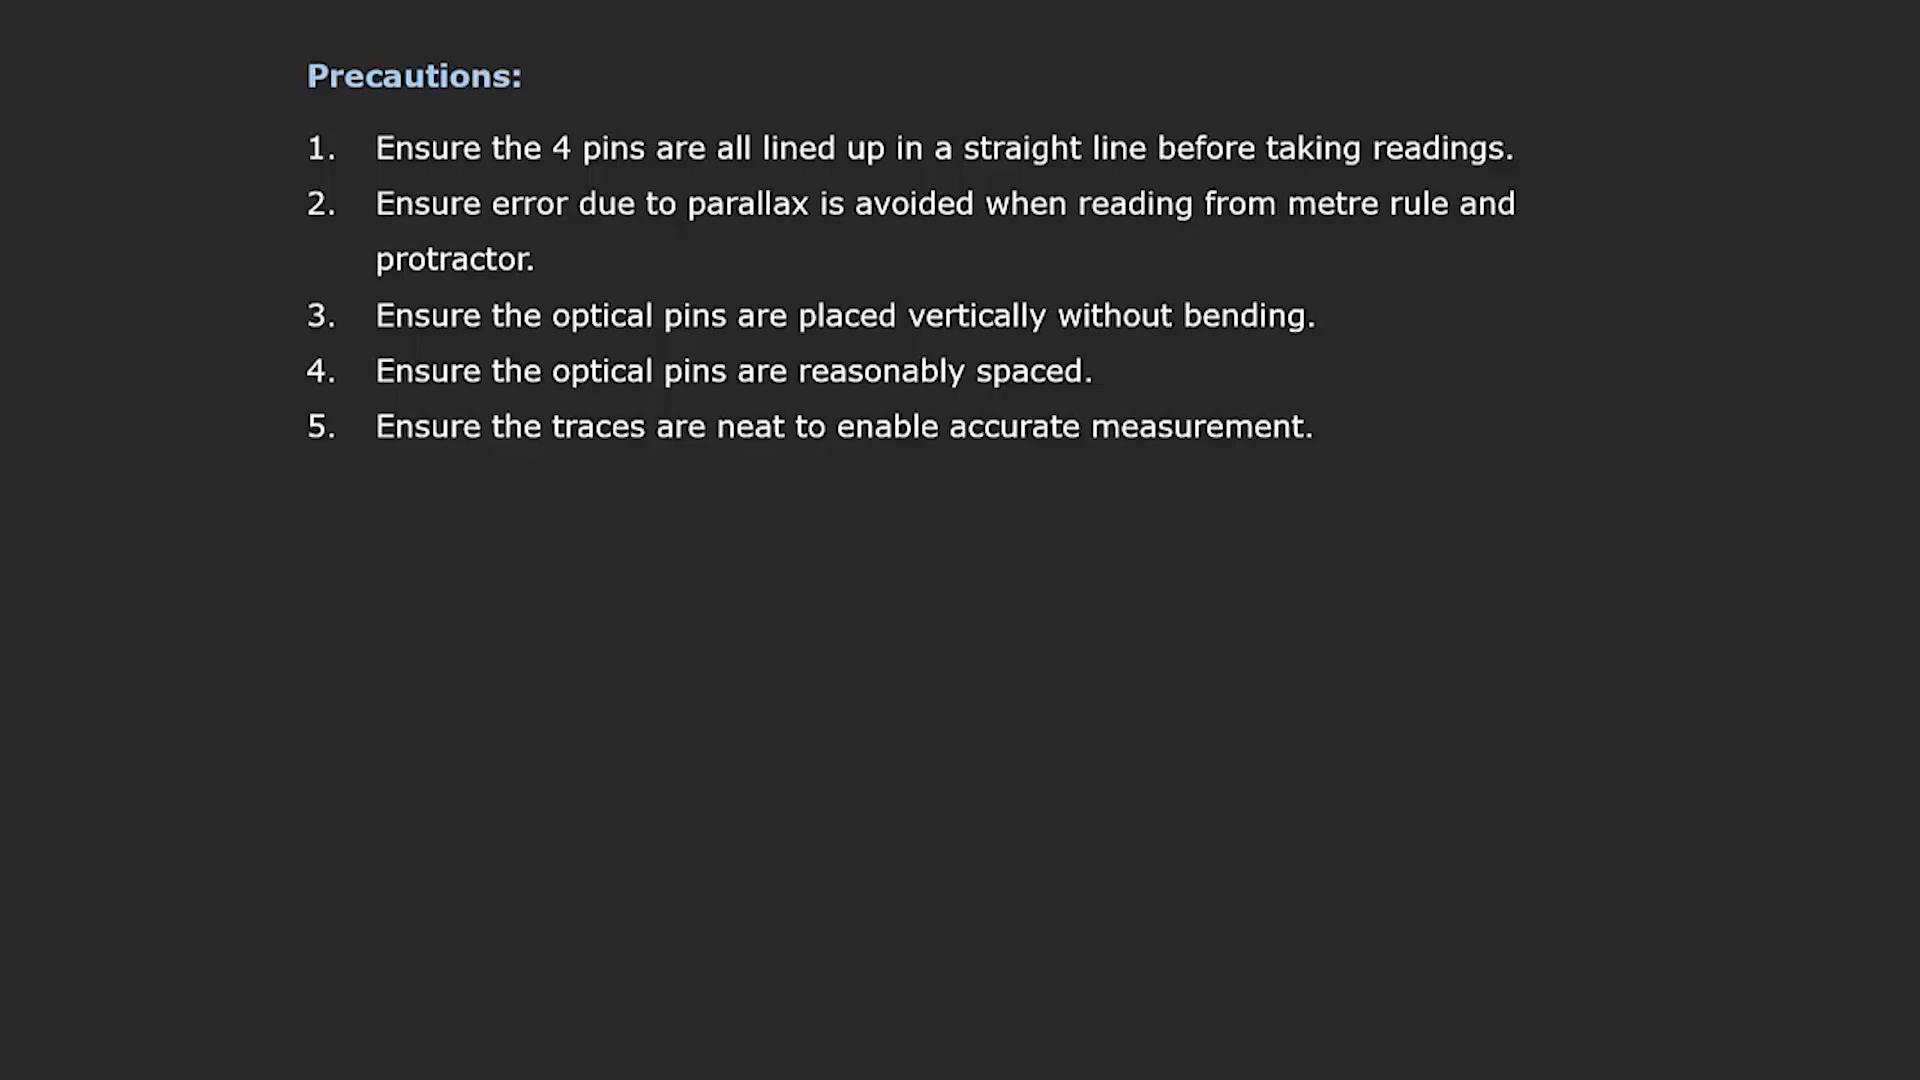 Precautions:
1. Ensure the 4 pins are all lined up in a straight line before taking readings.
2. Ensure error due to parallax is avoided when reading from metre rule and
protractor.
3. Ensure the optical pins are placed vertically without bending.
4. Ensure the optical pins are reasonably spaced.
5. Ensure the traces are neat to enable accurate measurement.